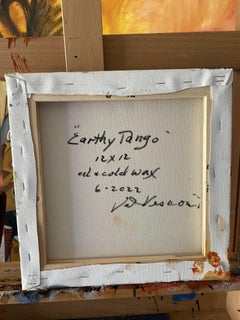 "Earthy Tango"
12x12
oil & cold wax
6-2022